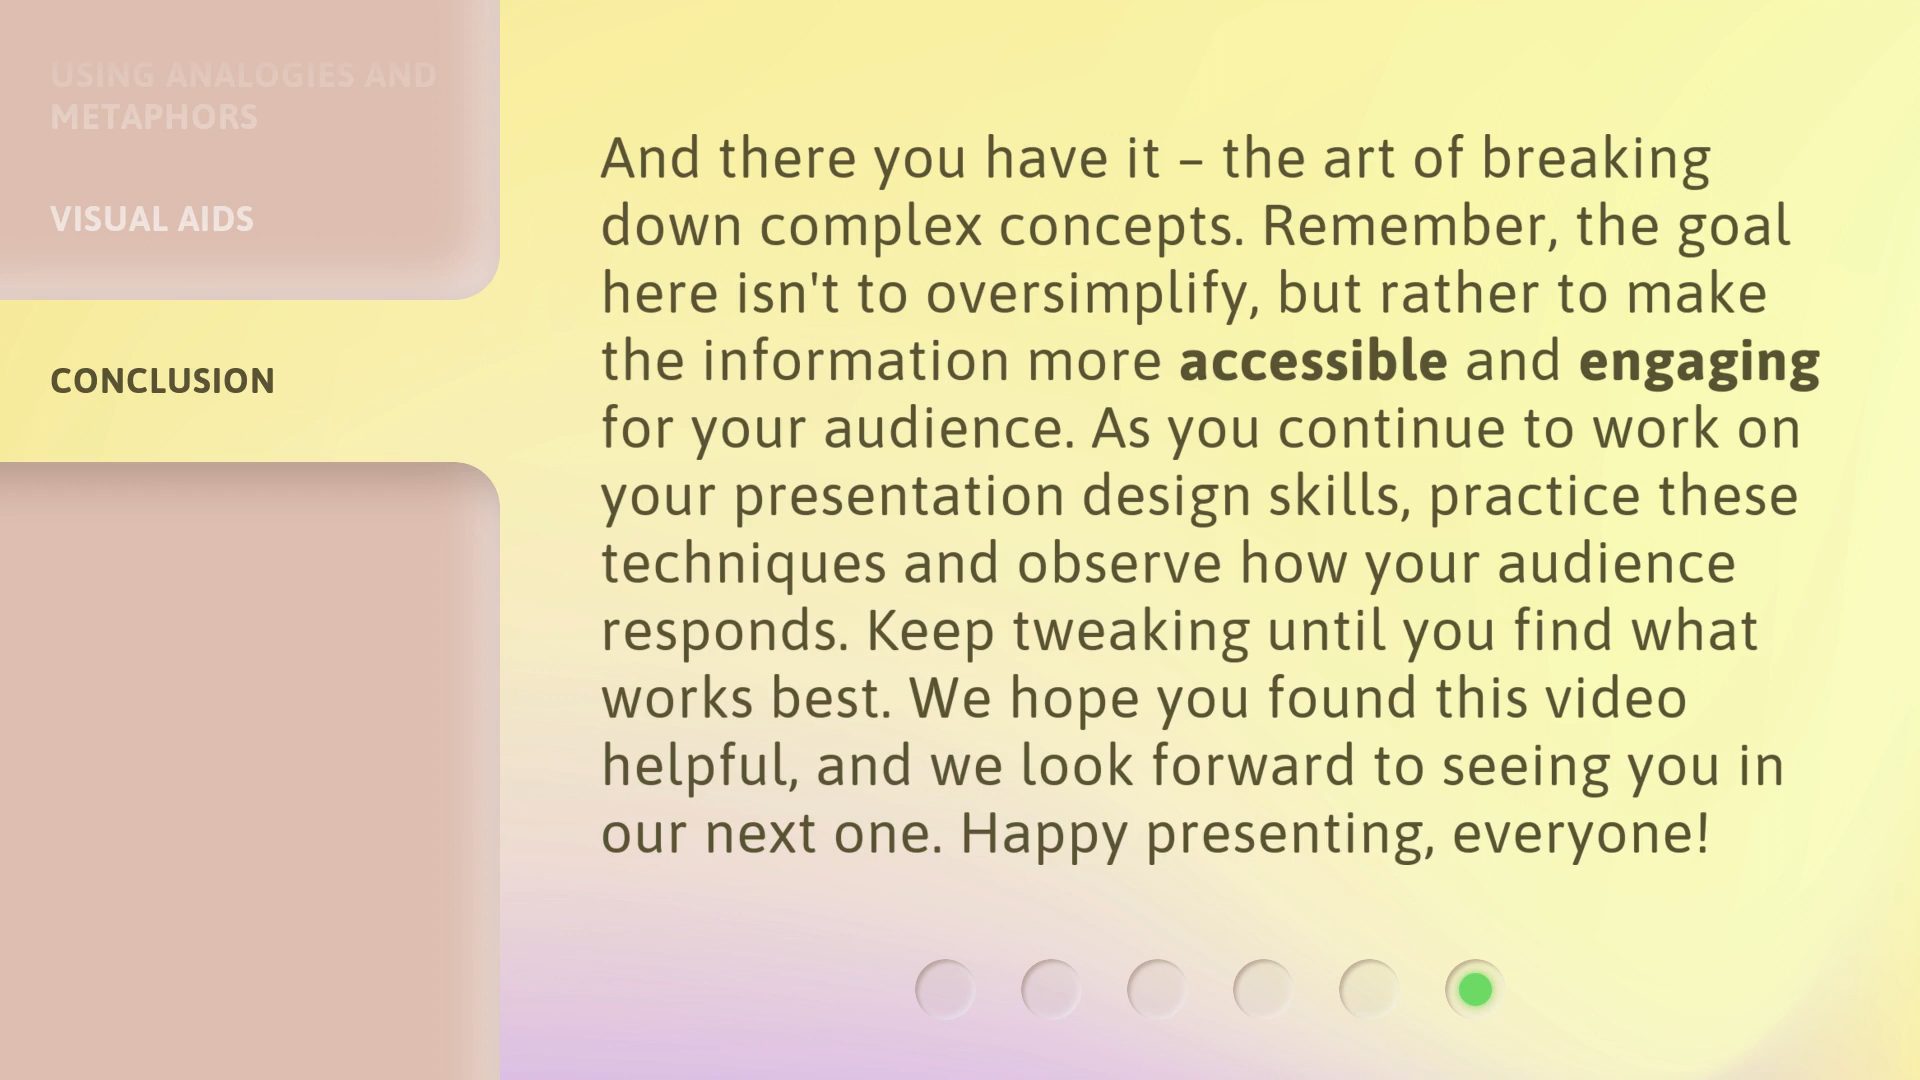 USING ANALOGIES AND
METAPHORS
VISUAL AIDS
CONCLUSION
And there you have it – the art of breaking
down complex concepts. Remember, the goal
here isn't to oversimplify, but rather to make
the information more accessible and engaging
for your audience. As you continue to work on
your presentation design skills, practice these
techniques and observe how your audience
responds. Keep tweaking until you find what
works best. We hope you found this video
helpful, and we look forward to seeing you in
our next one. Happy presenting, everyone!